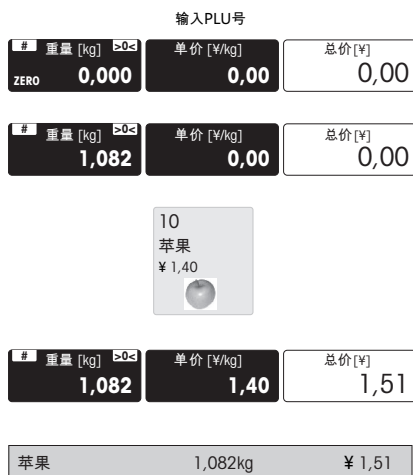 输入PLU号
# 重量 [kg] >0< 单价 [¥/kg] 总价[¥]
ZERO 0,000 0,00 0,00
# 重量 [kg] >0< 单价 [¥/kg] 总价[¥]
1,082 0,00 0,00
10
苹果
¥ 1,40
# 重量 [kg] >0< 单价 [¥/kg] 总价[¥]
1,082 1,40 1,51
苹果 1,082kg ¥ 1,51